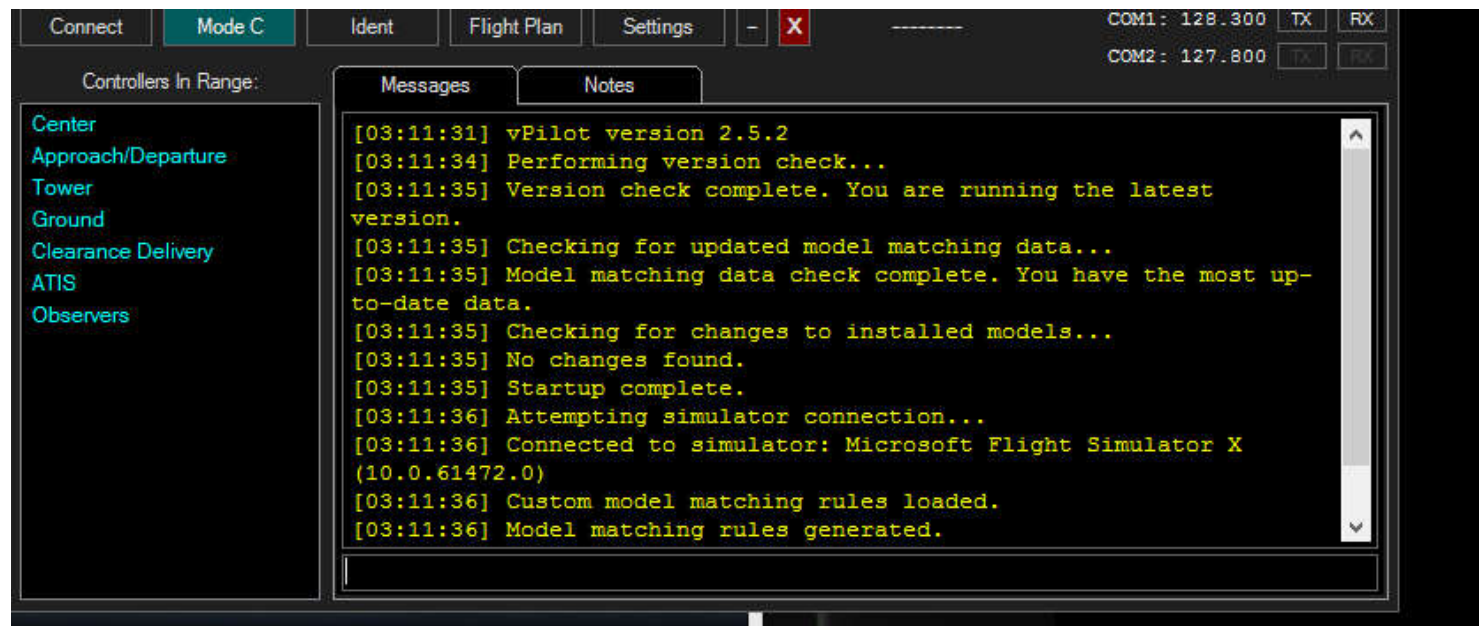 Connect Mode C Ident Flight Plan Settings - X -------- COM1: 128.300 TX RX
COM2: 127.800 TX RX
Controllers In Range:
Messages Notes
Center
Approach/Departure
Tower
Ground
Clearance Delivery
ATIS
Observers
[03:11:31] vPilot version 2.5.2
[03:11:34] Performing version check...
[03:11:35] Version check complete. You are running the latest
version.
[03:11:35] Checking for updated model matching data...
[03:11:35] Model matching data check complete. You have the most up-
to-date data.
[03:11:35] Checking for changes to installed models...
[03:11:35] No changes found.
[03:11:35] Startup complete.
[03:11:36] Attempting simulator connection...
[03:11:36] Connected to simulator: Microsoft Flight Simulator X
(10.0.61472.0)
[03:11:36] Custom model matching rules loaded.
[03:11:36] Model matching rules generated.